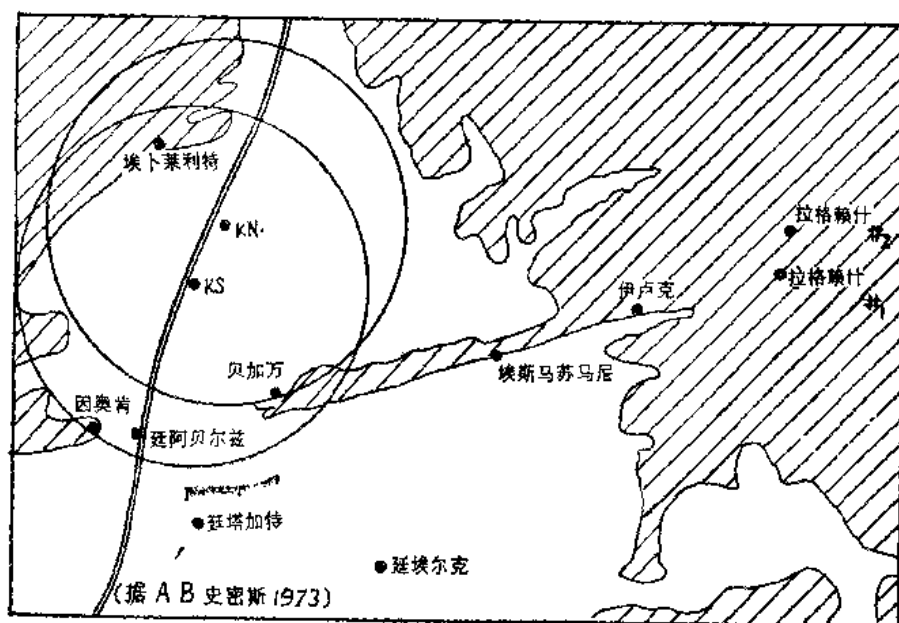 埃卜莱利特
KN.
KS
拉格赖什 #2
拉格赖什 #1
伊卢克
埃斯马苏马尼
贝加万
因奥肯
廷阿贝尔兹
廷塔加特
廷埃尔克
(据 A B 史密斯 1973)